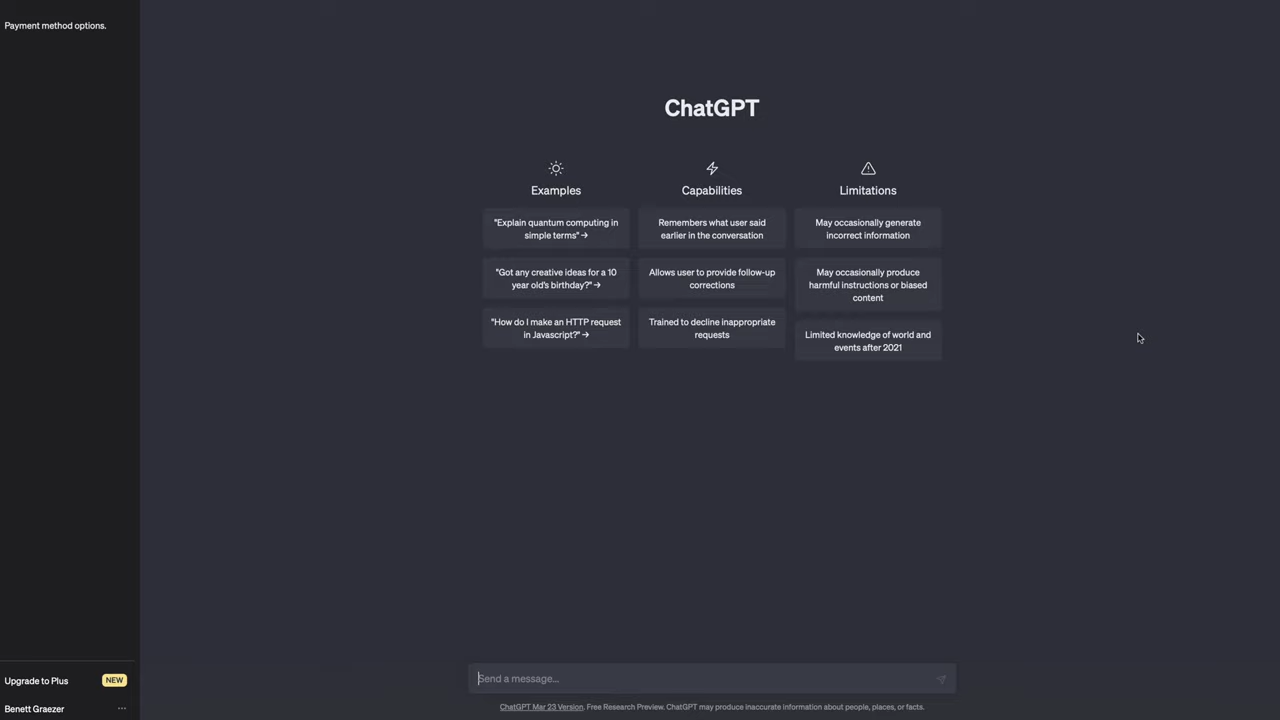 Payment method options.
ChatGPT
Examples
"Explain quantum computing in
simple terms" →
"Got any creative ideas for a 10
year old's birthday?" →
"How do I make an HTTP request
in Javascript?" →
Capabilities
Remembers what user said
earlier in the conversation
Allows user to provide follow-up
corrections
Trained to decline inappropriate
requests
Limitations
May occasionally generate
incorrect information
May occasionally produce
harmful instructions or biased
content
Limited knowledge of world and
events after 2021
Upgrade to Plus
NEW
Benett Graezer
...
Send a message...
ChatGPT Mar 23 Version. Free Research Preview. ChatGPT may produce inaccurate information about people, places, or facts.